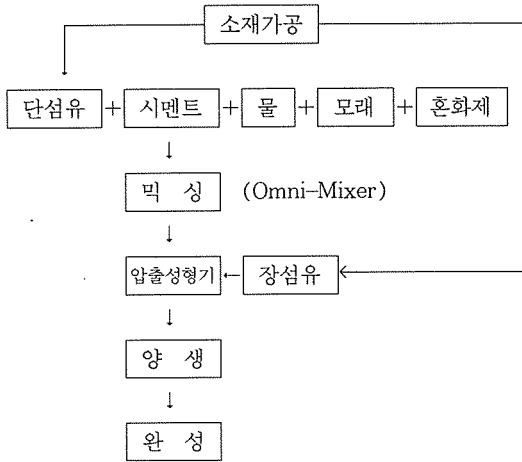 소재가공
단섬유 + 시멘트 + 물 + 모래 + 혼화제
믹 싱 (Omni-Mixer)
압출성형기 장섬유
양 생
완 성